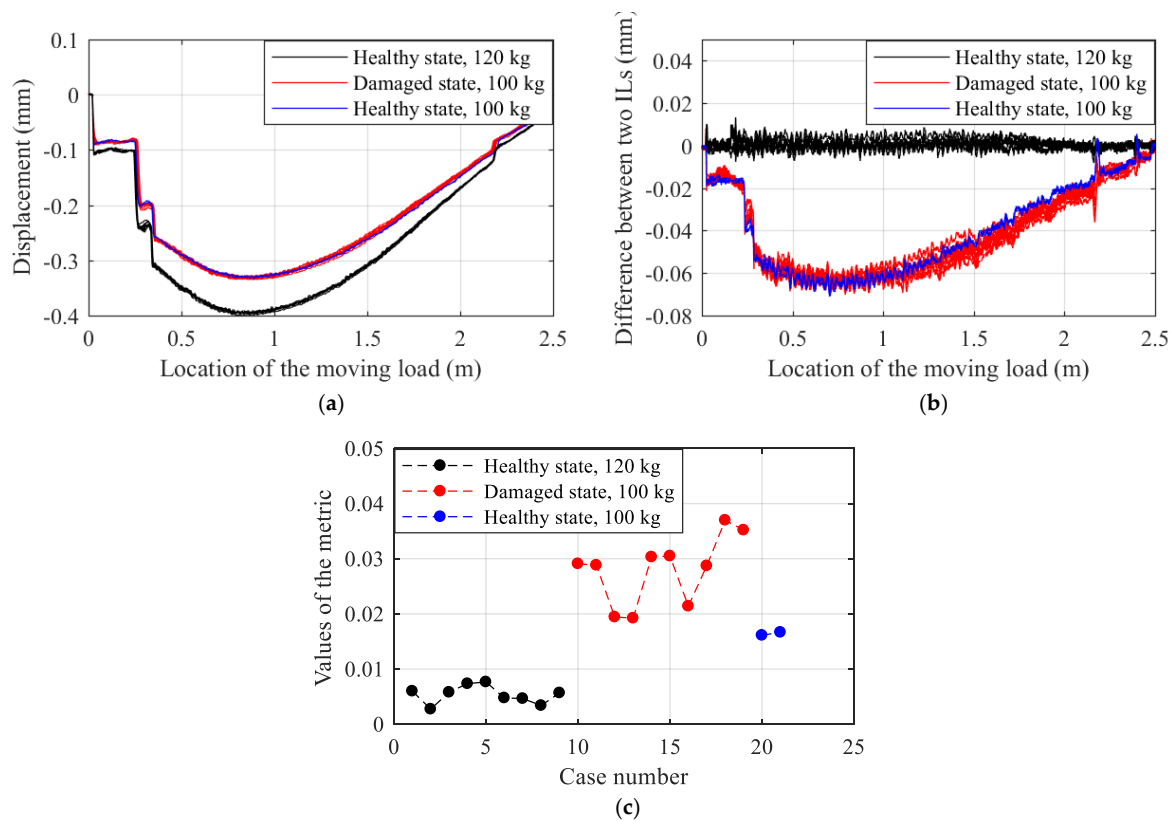 0.1
0
-0.1
-0.2
-0.3
-0.4
Displacement (mm)
Healthy state, 120 kg
Damaged state, 100 kg
Healthy state, 100 kg
0 0.5 1 1.5 2 2.5
Location of the moving load (m)
(a)
0.04
0.02
0
-0.02
-0.04
-0.06
-0.08
Difference between two ILs (mm)
Healthy state, 120 kg
Damaged state, 100 kg
Healthy state, 100 kg
0 0.5 1 1.5 2 2.5
Location of the moving load (m)
(b)
0.05
0.04
0.03
0.02
0.01
0
Values of the metric
Healthy state, 120 kg
Damaged state, 100 kg
Healthy state, 100 kg
0 5 10 15 20 25
Case number
(c)